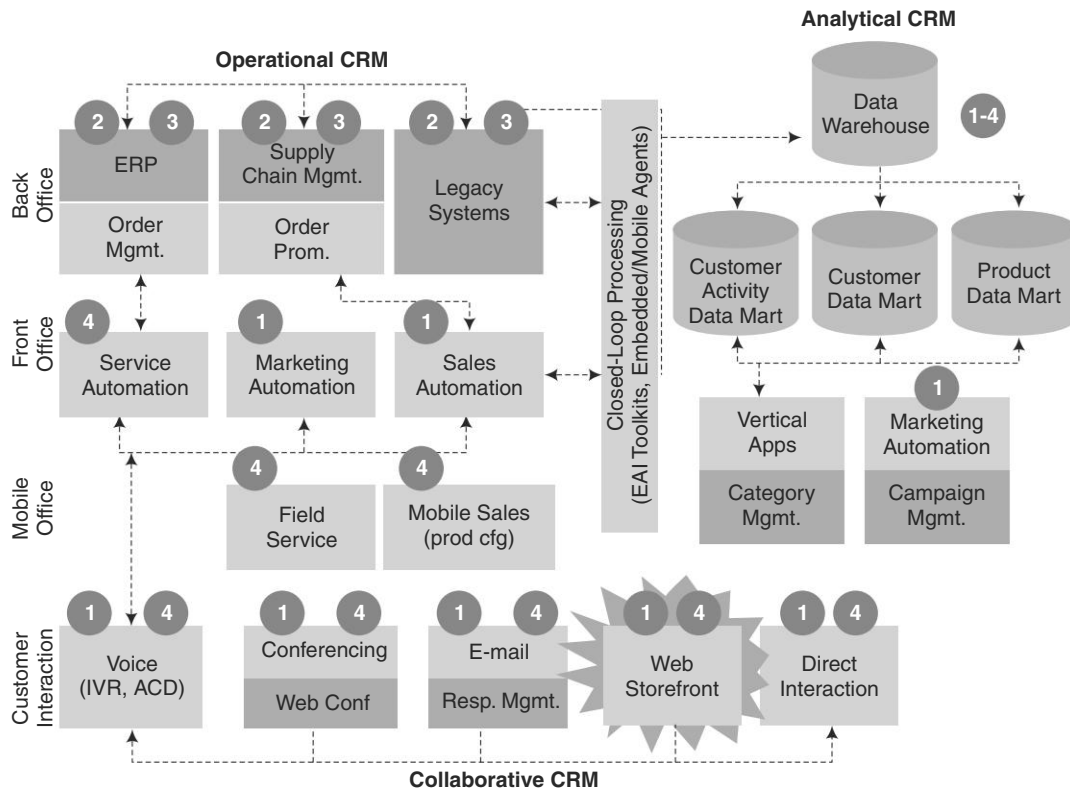 Analytical CRM
Operational CRM
Data
Warehouse
1-4
Back
Office
2
3
ERP
Order
Mgmt.
2
3
Supply
Chain Mgmt.
Order
Prom.
2
3
Legacy
Systems
Closed-Loop Processing
(EAI Toolkits, Embedded/Mobile Agents)
Customer
Activity
Data Mart
Customer
Data Mart
Product
Data Mart
Front
Office
4
Service
Automation
1
Marketing
Automation
1
Sales
Automation
Vertical
Apps
Category
Mgmt.
1
Marketing
Automation
Campaign
Mgmt.
Mobile
Office
4
Field
Service
4
Mobile Sales
(prod cfg)
Customer
Interaction
1
4
Voice
(IVR, ACD)
1
4
Conferencing
Web Conf
1
4
E-mail
Resp. Mgmt.
1
4
Web
Storefront
1
4
Direct
Interaction
Collaborative CRM